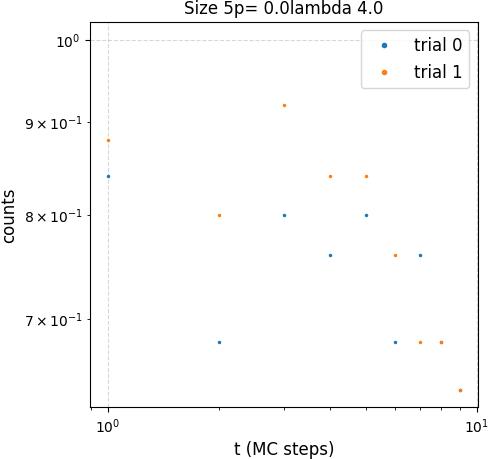 Size 5p= 0.0lambda 4.0
10⁰
trial 0
trial 1
9 × 10⁻¹
8 × 10⁻¹
7 × 10⁻¹
counts
10⁰
10¹
t (MC steps)